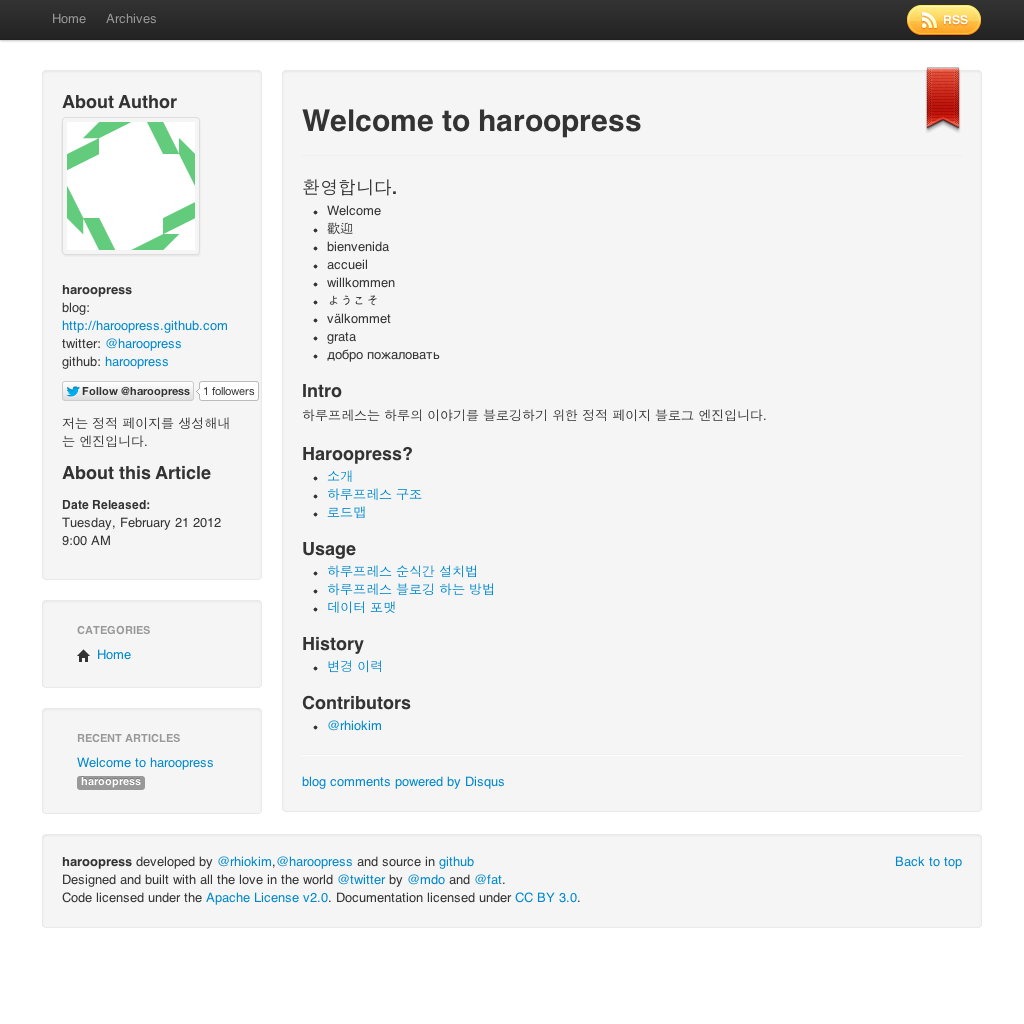 Home Archives RSS
About Author
haroopress
blog:
http://haroopress.github.com
twitter: @haroopress
github: haroopress
Follow @haroopress 1 followers
저는 정적 페이지를 생성해내
는 엔진입니다.
About this Article
Date Released:
Tuesday, February 21 2012
9:00 AM
CATEGORIES
Home
RECENT ARTICLES
Welcome to haroopress
haroopress
Welcome to haroopress
환영합니다.
Welcome
歡迎
bienvenida
accueil
willkommen
ようこそ
välkommet
grata
добро пожаловать
Intro
하루프레스는 하루의 이야기를 블로깅하기 위한 정적 페이지 블로그 엔진입니다.
Haroopress?
소개
하루프레스 구조
로드맵
Usage
하루프레스 순식간 설치법
하루프레스 블로깅 하는 방법
데이터 포맷
History
변경 이력
Contributors
@rhiokim
blog comments powered by Disqus
haroopress developed by @rhiokim,@haroopress and source in github Back to top
Designed and built with all the love in the world @twitter by @mdo and @fat.
Code licensed under the Apache License v2.0. Documentation licensed under CC BY 3.0.